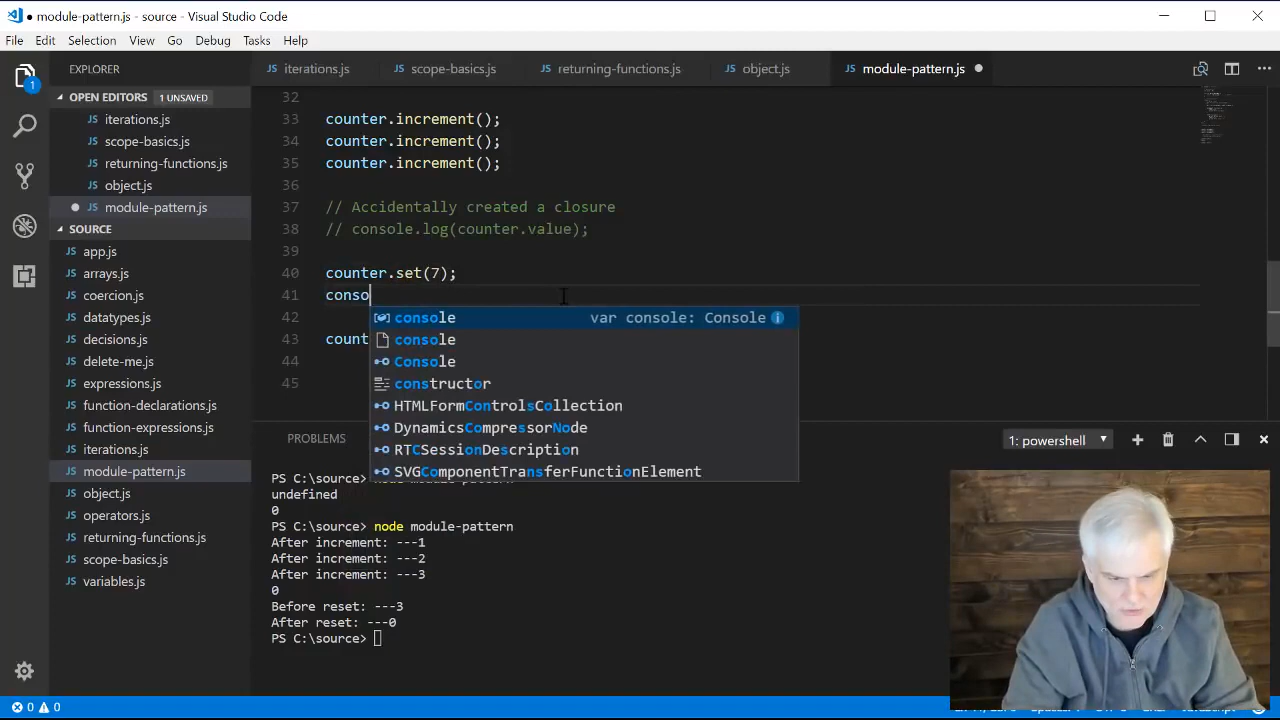 module-pattern.js - source - Visual Studio Code
File Edit Selection View Go Debug Tasks Help
EXPLORER
iterations.js scope-basics.js returning-functions.js object.js module-pattern.js
OPEN EDITORS 1 UNSAVED
iterations.js
scope-basics.js
returning-functions.js
object.js
module-pattern.js
SOURCE
app.js
arrays.js
coercion.js
datatypes.js
decisions.js
delete-me.js
expressions.js
function-declarations.js
function-expressions.js
iterations.js
module-pattern.js
object.js
operators.js
returning-functions.js
scope-basics.js
variables.js
1
32
33 counter.increment();
34 counter.increment();
35 counter.increment();
36
37 // Accidentally created a closure
38 // console.log(counter.value);
39
40 counter.set(7);
41 conso
42
43 count
44
45
console var console: Console
console
Console
constructor
HTMLFormControlsCollection
DynamicsCompressorNode
RTCSessionDescription
SVGComponentTransferFunctionElement
PROBLEMS
1: powershell
undefined
0
PS C:\source> node module-pattern
After increment: ---1
After increment: ---2
After increment: ---3
0
Before reset: ---3
After reset: ---0
PS C:\source>
0 0